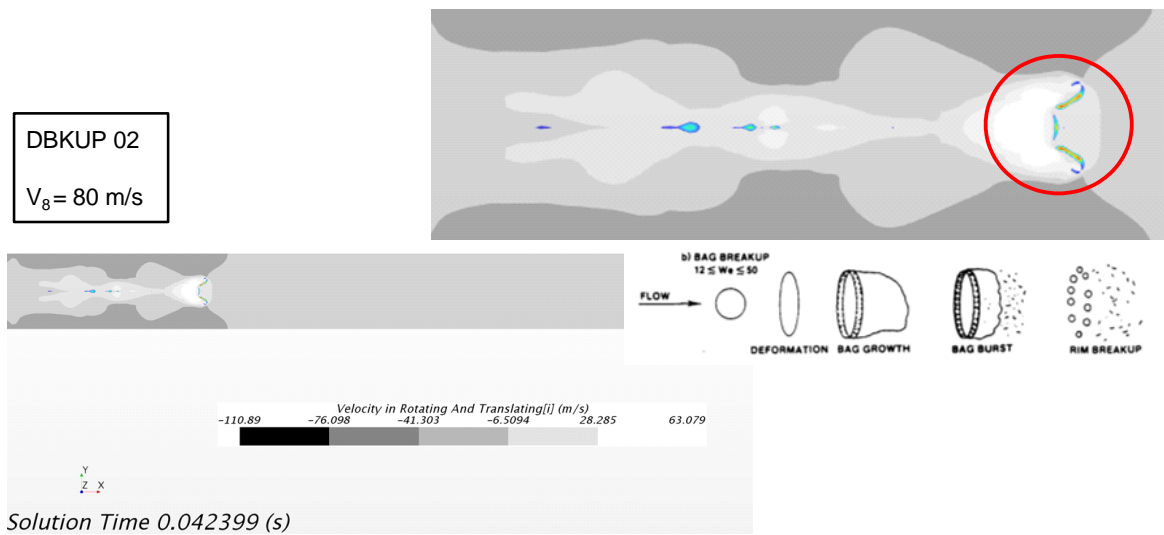 DBKUP 02
V₈ = 80 m/s
b) BAG BREAKUP
12 ≤ We ≤ 50
FLOW
DEFORMATION BAG GROWTH BAG BURST RIM BREAKUP
Velocity in Rotating And Translating[i] (m/s)
-110.89 -76.098 -41.303 -6.5094 28.285 63.079
Y
Z X
Solution Time 0.042399 (s)